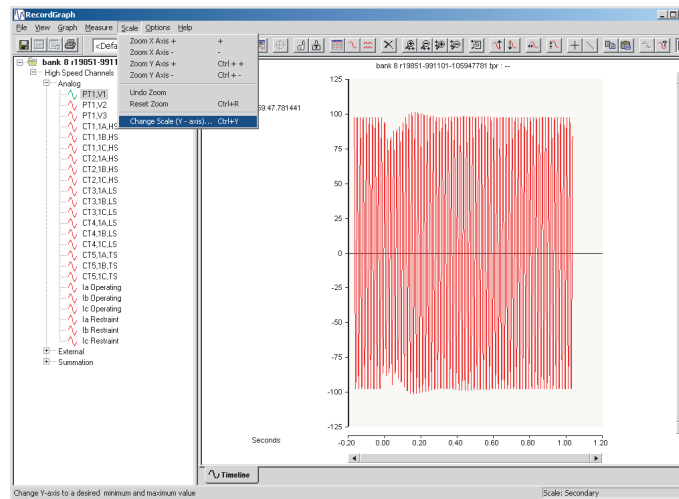 RecordGraph
File View Graph Measure Scale Options Help
<Defa
Zoom X Axis + +
Zoom X Axis - -
Zoom Y Axis + Ctrl + +
Zoom Y Axis - Ctrl + -
Undo Zoom
Reset Zoom Ctrl+R
Change Scale (Y - axis)... Ctrl+Y
bank 8 r19851-991101
High Speed Channels
Analog
PT1,V1
PT1,V2
PT1,V3
CT1,1A,HS
CT1,1B,HS
CT1,1C,HS
CT2,1A,HS
CT2,1B,HS
CT2,1C,HS
CT3,1A,LS
CT3,1B,LS
CT3,1C,LS
CT4,1A,LS
CT4,1B,LS
CT4,1C,LS
CT5,1A,TS
CT5,1B,TS
CT5,1C,TS
Ia Operating
Ib Operating
Ic Operating
Ia Restraint
Ib Restraint
Ic Restraint
External
Summation
bank 8 r19851-991101-105947781 tpr : --
59:47.781441
125
100
75
50
25
0
-25
-50
-75
-100
-125
Seconds
-0.20 0.00 0.20 0.40 0.60 0.80 1.00 1.20
Timeline
Change Y-axis to a desired minimum and maximum value
Scale: Secondary